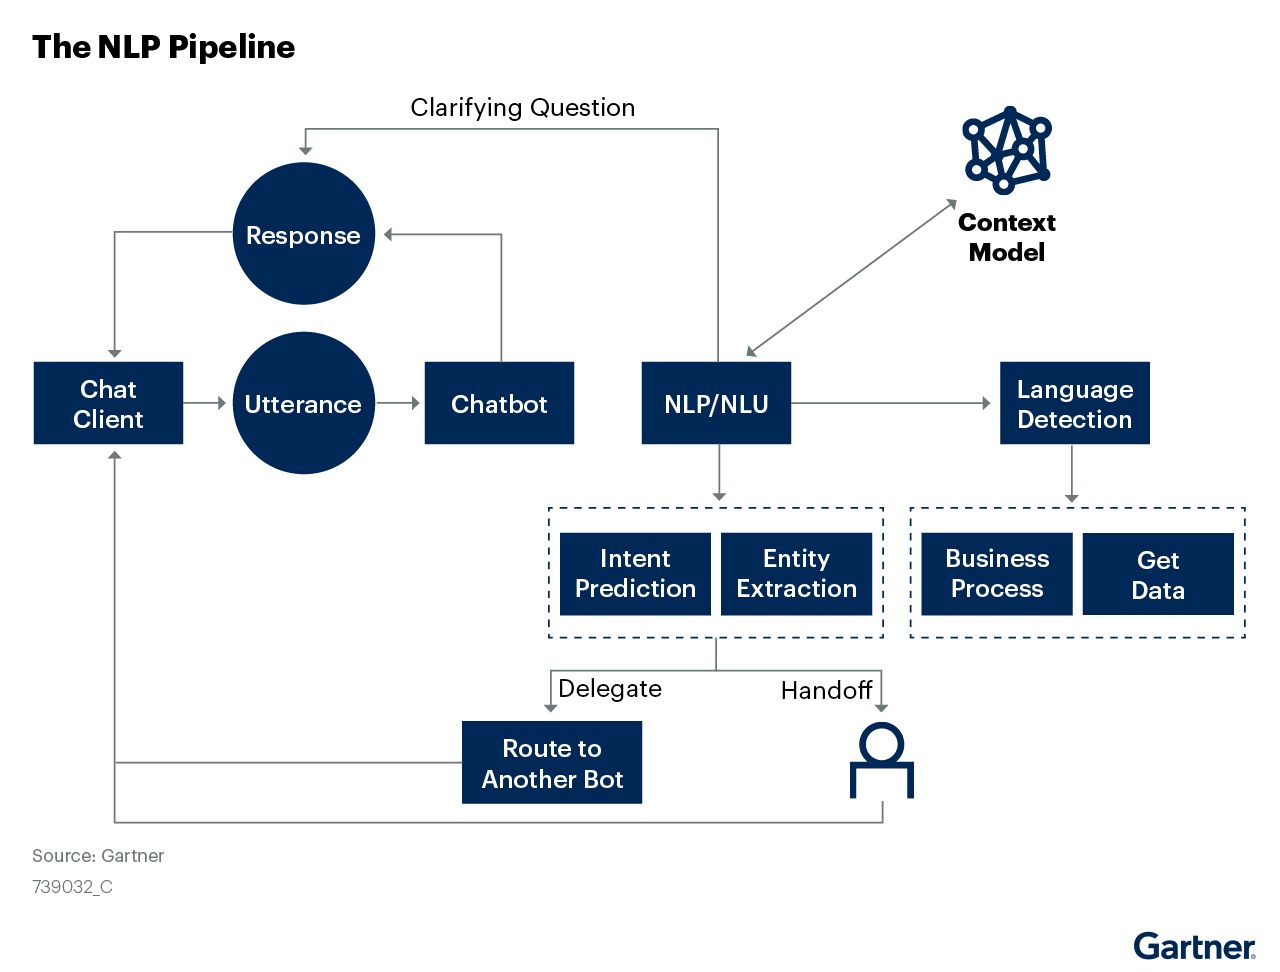 The NLP Pipeline
Clarifying Question
Context
Model
Response
Chat
Client
Utterance
Chatbot
NLP/NLU
Language
Detection
Intent
Prediction
Entity
Extraction
Business
Process
Get
Data
Delegate
Handoff
Route to
Another Bot
Source: Gartner
739032_C
Gartner®